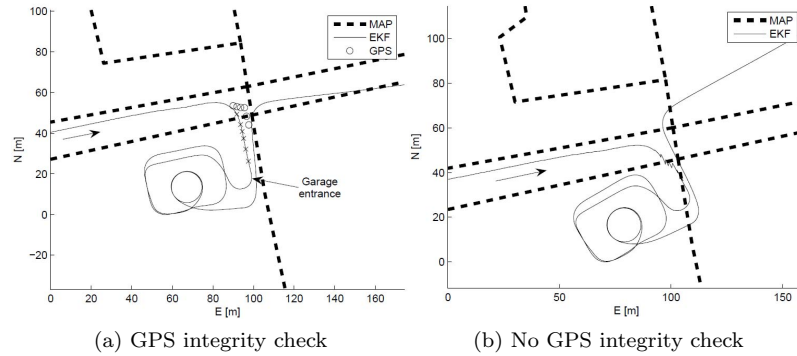 100
80
60
40
20
0
−20
N [m]
0
20
40
60
80
100
120
140
160
E [m]
MAP
EKF
GPS
Garage
entrance
(a) GPS integrity check
100
80
60
40
20
0
N [m]
0
50
100
150
E [m]
MAP
EKF
(b) No GPS integrity check